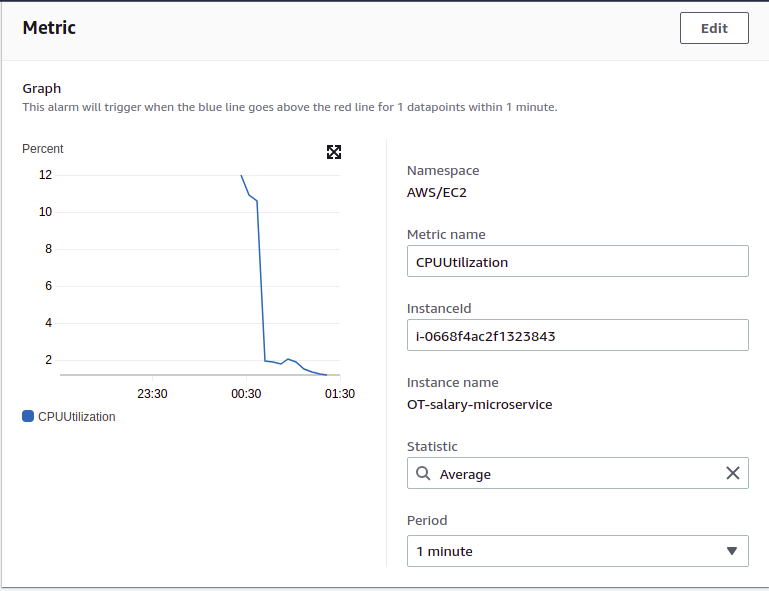 Metric
Edit
Graph
This alarm will trigger when the blue line goes above the red line for 1 datapoints within 1 minute.
Percent
12
10
8
6
4
2
23:30 00:30 01:30
CPUUtilization
Namespace
AWS/EC2
Metric name
CPUUtilization
InstanceId
i-0668f4ac2f1323843
Instance name
OT-salary-microservice
Statistic
Average
Period
1 minute